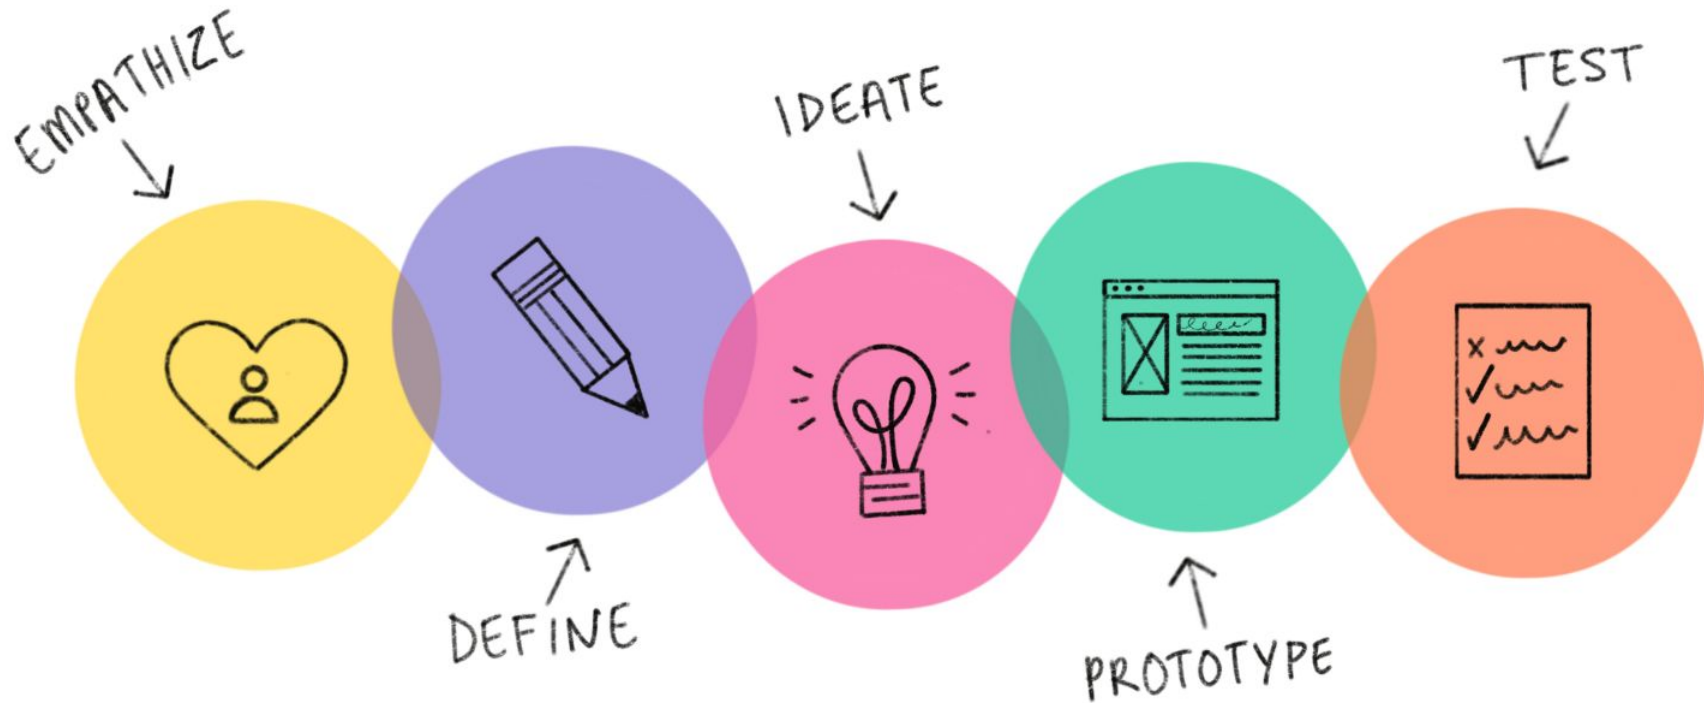 EMPATHIZE
DEFINE
IDEATE
PROTOTYPE
TEST